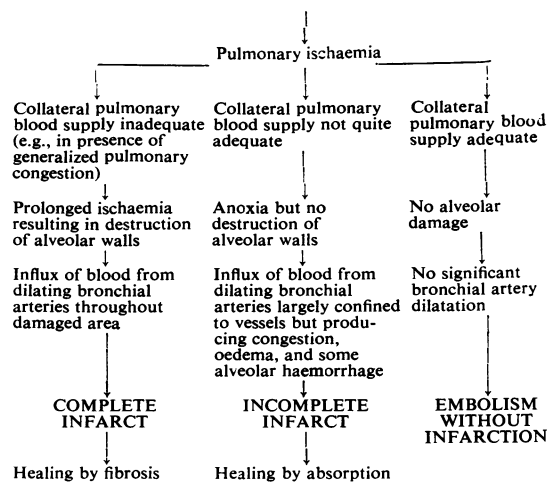 Pulmonary ischaemia
Collateral pulmonary
blood supply inadequate
(e.g., in presence of
generalized pulmonary
congestion)
Prolonged ischaemia
resulting in destruction
of alveolar walls
Influx of blood from
dilating bronchial
arteries throughout
damaged area
COMPLETE
INFARCT
Healing by fibrosis
Collateral pulmonary
blood supply not quite
adequate
Anoxia but no
destruction of
alveolar walls
Influx of blood from
dilating bronchial
arteries largely confined
to vessels but produ-
cing congestion,
oedema, and some
alveolar haemorrhage
INCOMPLETE
INFARCT
Healing by absorption
Collateral
pulmonary blood
supply adequate
No alveolar
damage
No significant
bronchial artery
dilatation
EMBOLISM
WITHOUT
INFARCTION